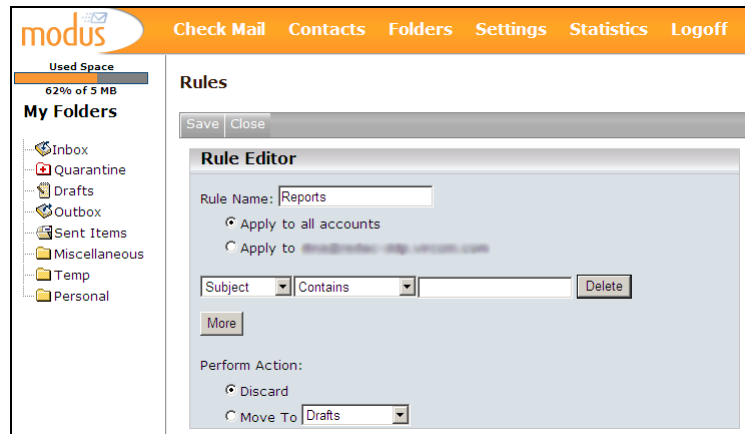 modus
Check Mail Contacts Folders Settings Statistics Logoff
Used Space
62% of 5 MB
My Folders
Inbox
Quarantine
Drafts
Outbox
Sent Items
Miscellaneous
Temp
Personal
Rules
Save Close
Rule Editor
Rule Name: Reports
Apply to all accounts
Apply to
Subject Contains Delete
More
Perform Action:
Discard
Move To Drafts